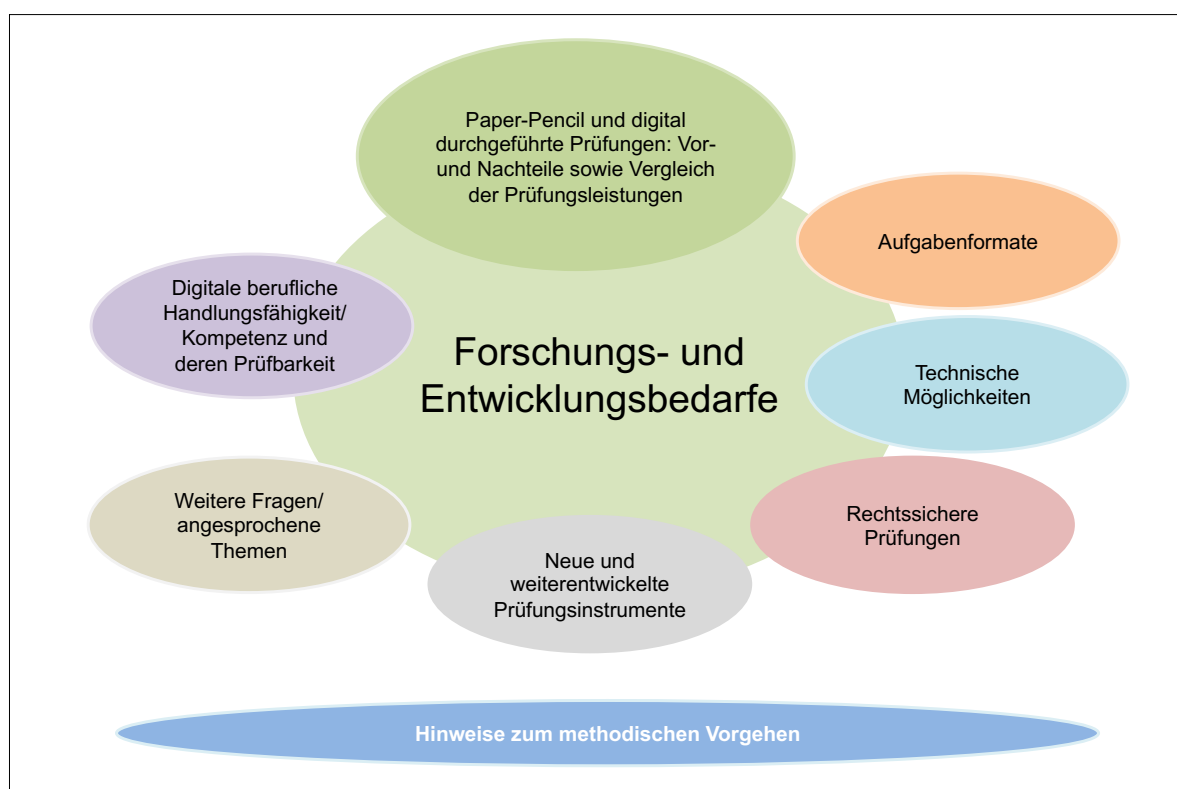 Paper-Pencil und digital
durchgeführte Prüfungen: Vor-
und Nachteile sowie Vergleich
der Prüfungsleistungen
Aufgabenformate
Digitale berufliche
Handlungsfähigkeit/
Kompetenz und
deren Prüfbarkeit
Forschungs- und
Entwicklungsbedarfe
Technische
Möglichkeiten
Weitere Fragen/
angesprochene
Themen
Rechtssichere
Prüfungen
Neue und
weiterentwickelte
Prüfungsinstrumente
Hinweise zum methodischen Vorgehen